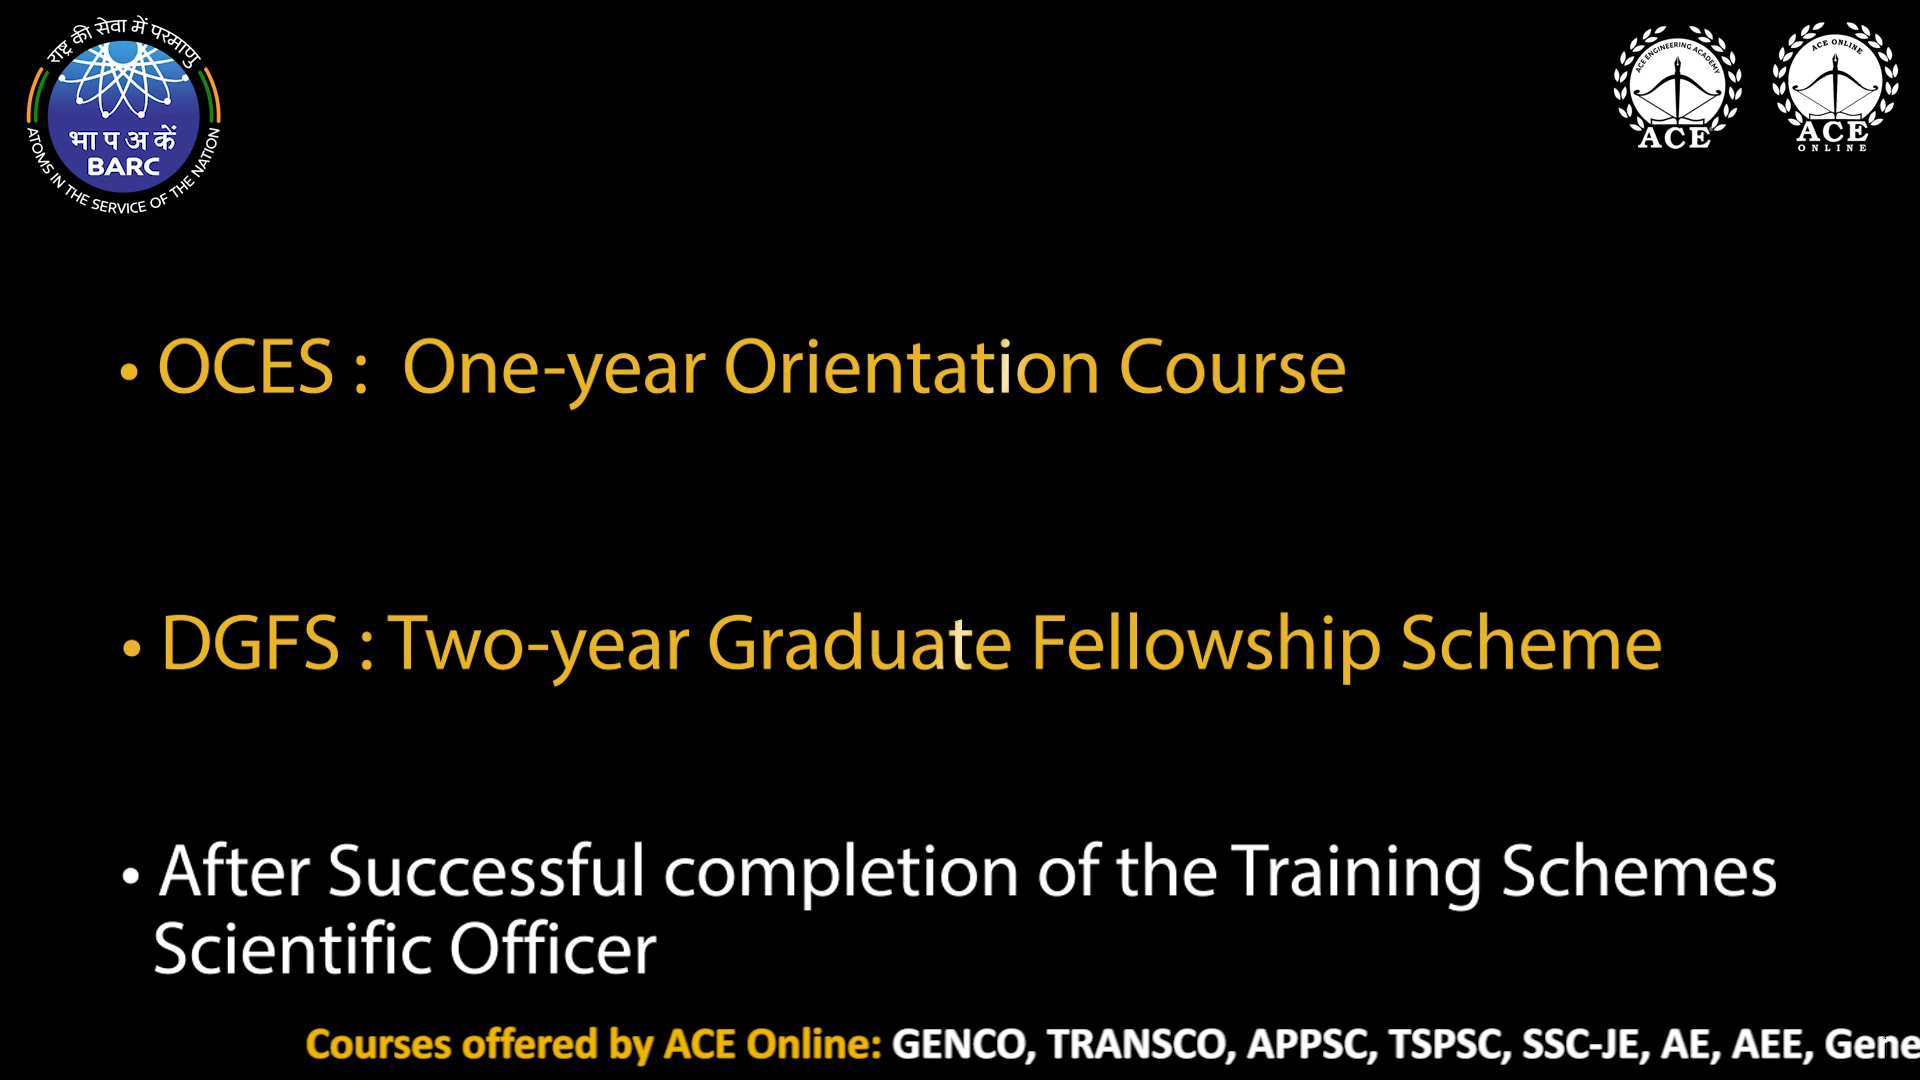 राष्ट्र की सेवा में परमाणु
भा प अ कें
BARC
ATOMS IN THE SERVICE OF THE NATION
ACE ENGINEERING ACADEMY
ACE
ACE ONLINE
ACE
ONLINE
• OCES : One-year Orientation Course
• DGFS : Two-year Graduate Fellowship Scheme
• After Successful completion of the Training Schemes
Scientific Officer
Courses offered by ACE Online: GENCO, TRANSCO, APPSC, TSPSC, SSC-JE, AE, AEE, Gene